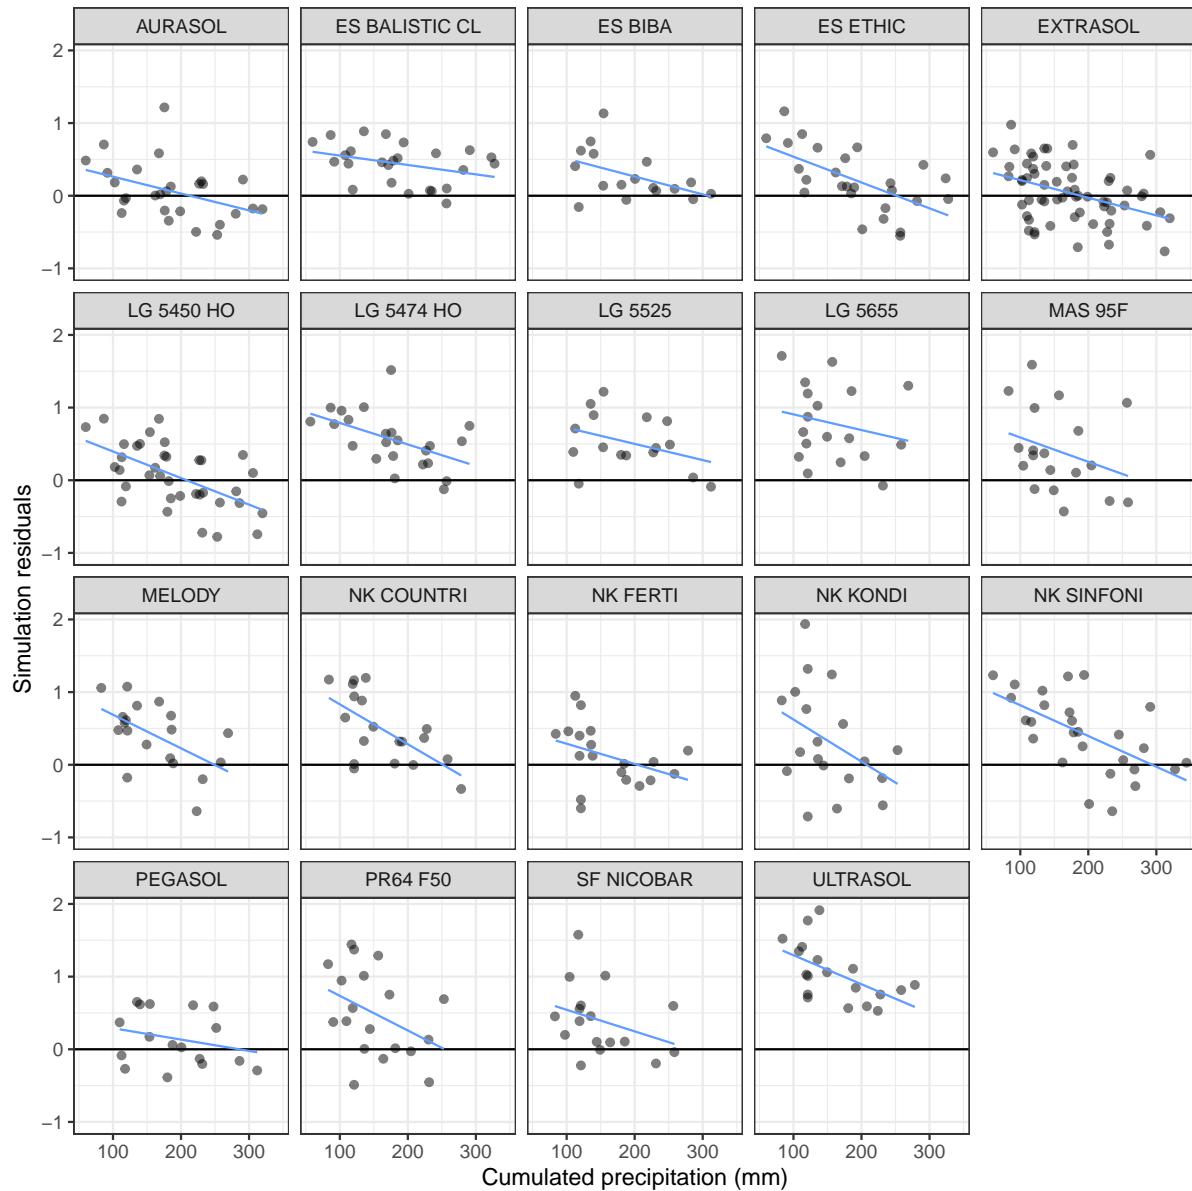 AURASOL ES BALISTIC CL ES BIBA ES ETHIC EXTRASOL
2
1
0
−1
LG 5450 HO LG 5474 HO LG 5525 LG 5655 MAS 95F
2
1
0
−1
Simulation residuals
MELODY NK COUNTRI NK FERTI NK KONDI NK SINFONI
2
1
0
−1
100 200 300
PEGASOL PR64 F50 SF NICOBAR ULTRASOL
2
1
0
−1
100 200 300 100 200 300 100 200 300 100 200 300
Cumulated precipitation (mm)